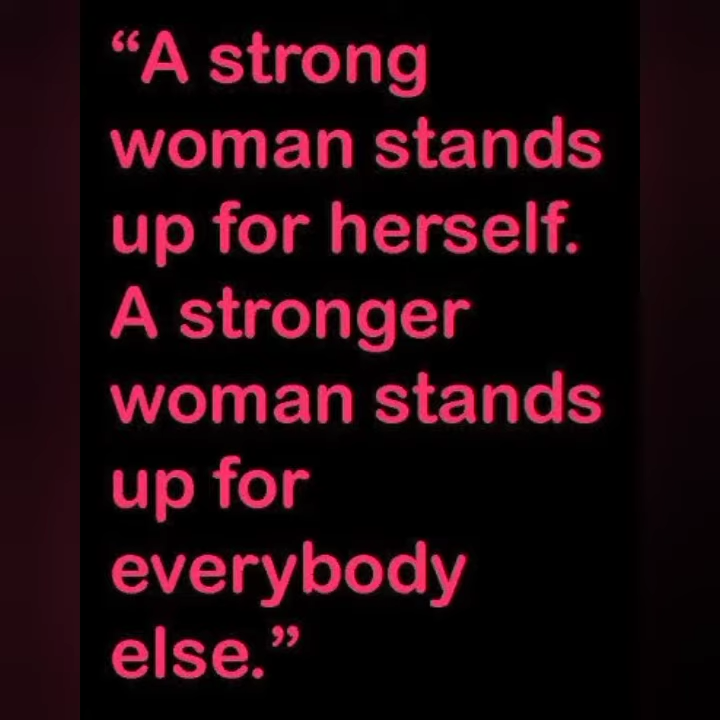 “A strong
woman stands
up for herself.
A stronger
woman stands
up for
everybody
else.”